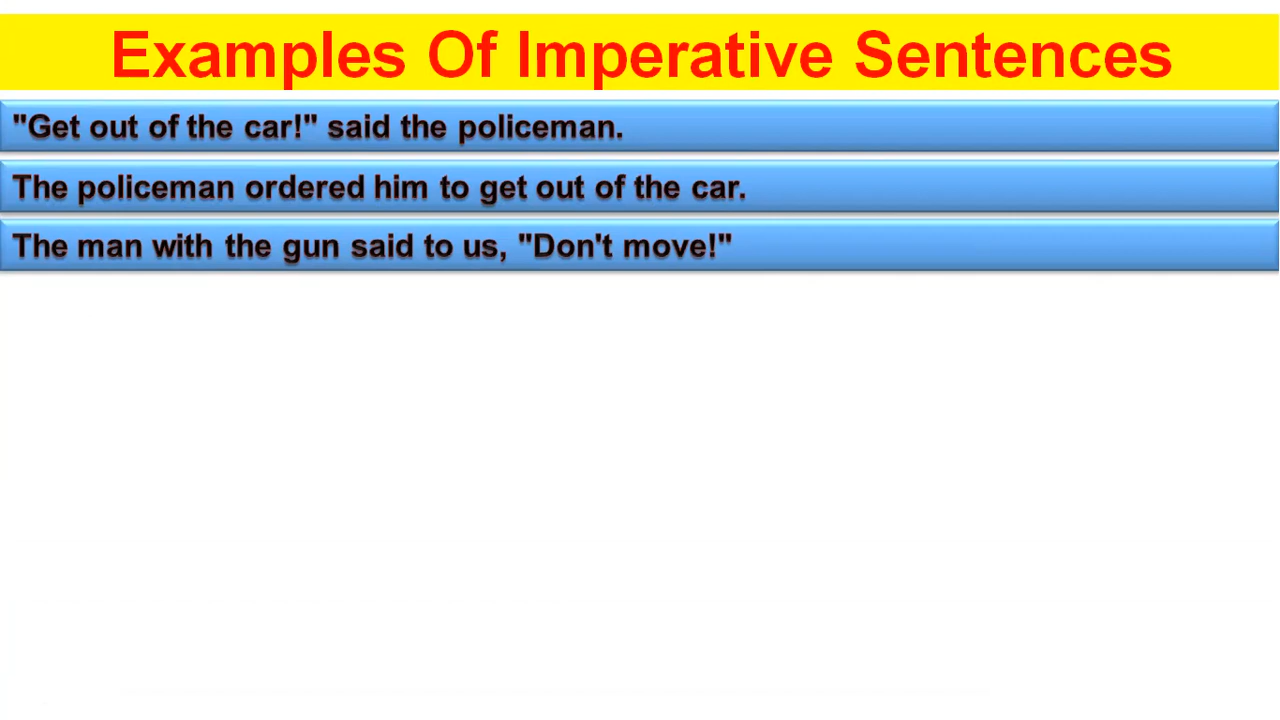 Examples Of Imperative Sentences
"Get out of the car!" said the policeman.
The policeman ordered him to get out of the car.
The man with the gun said to us, "Don't move!"